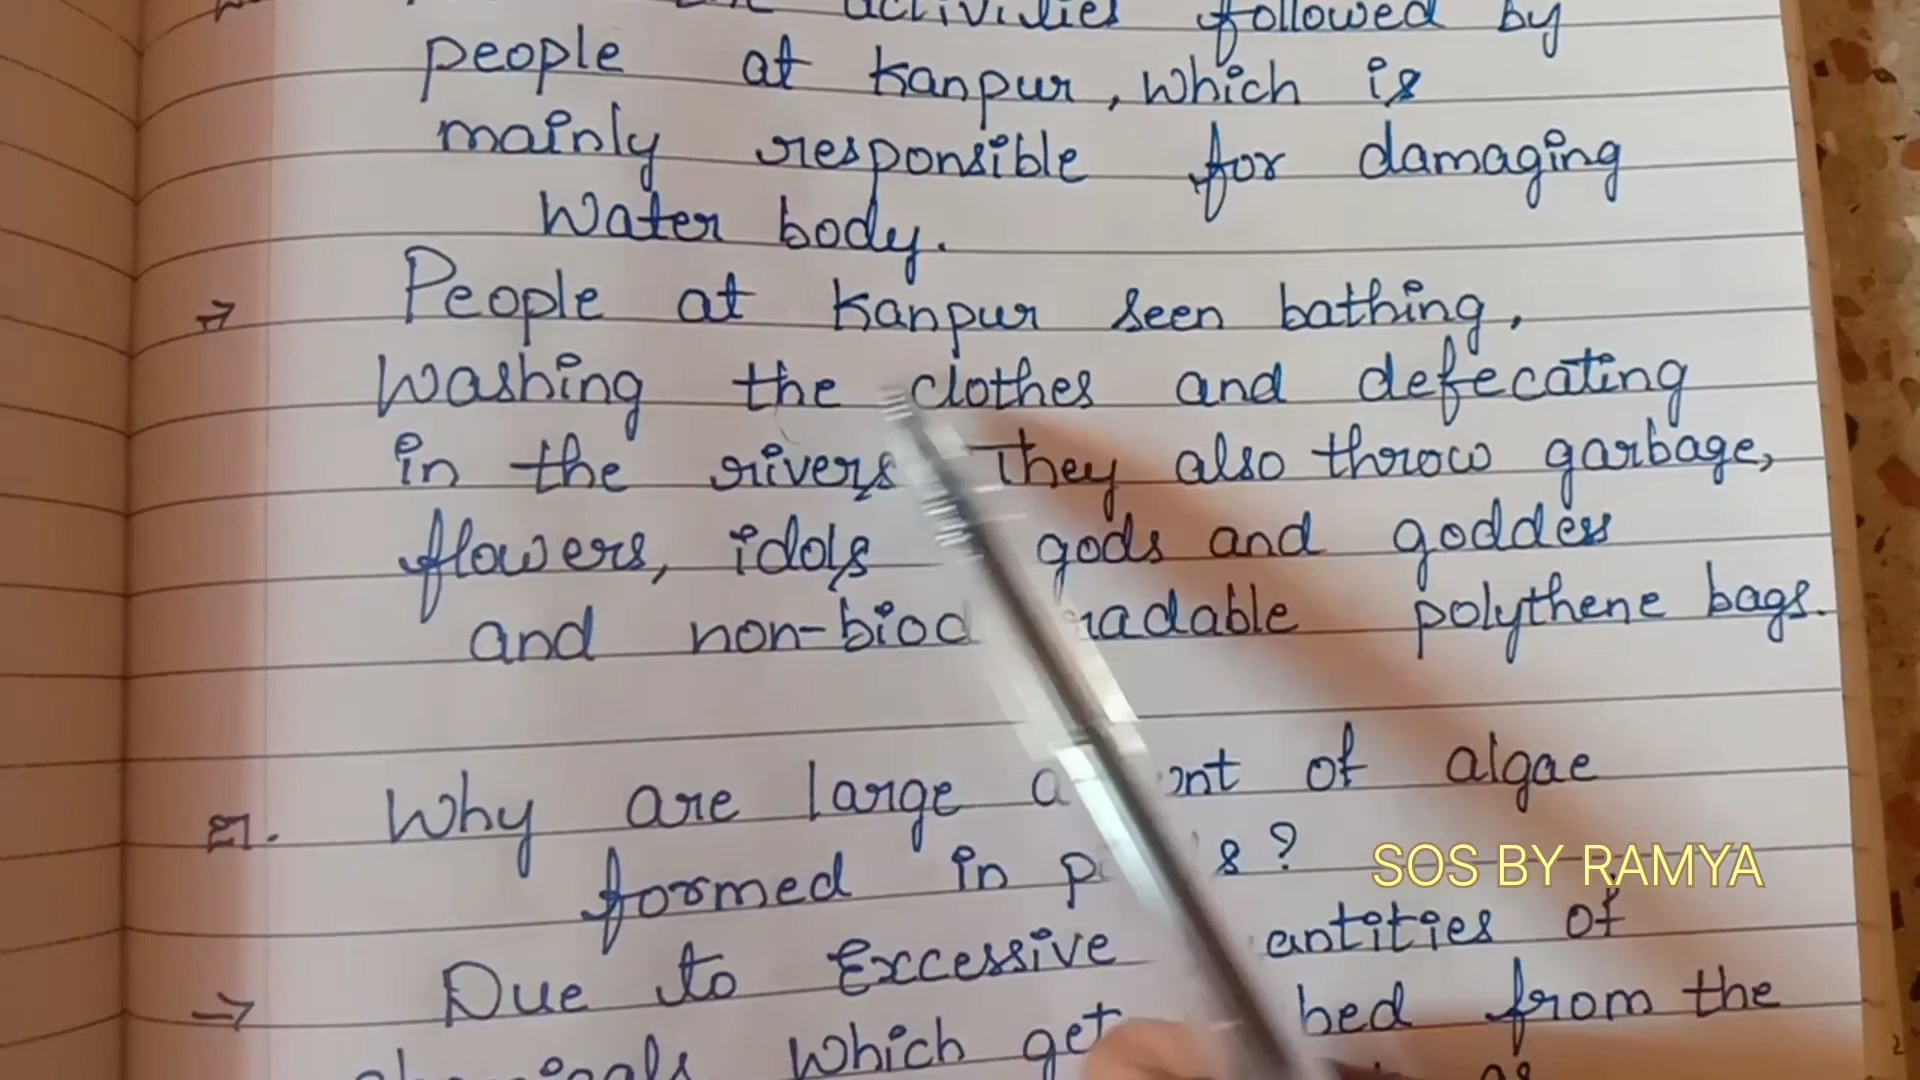 activities followed by
people at Kanpur, which is
mainly responsible for damaging
Water body.
→ People at Kanpur seen bathing,
Washing the clothes and defecating
in the rivers They also throw garbage,
flowers, idols gods and goddess
and non-biod radable polythene bags.
Why are large of algae
formed in ?
SOS BY RAMYA
→ Due to Excessive of
which get from the